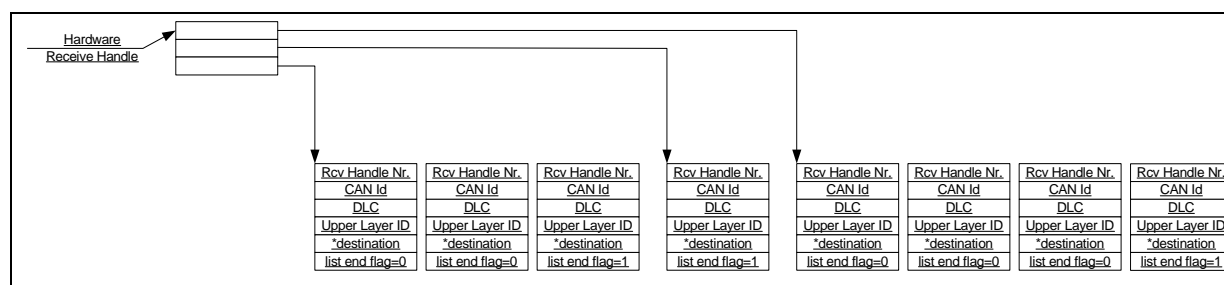 Hardware
Receive Handle
Rcv Handle Nr. Rcv Handle Nr. Rcv Handle Nr. Rcv Handle Nr. Rcv Handle Nr. Rcv Handle Nr. Rcv Handle Nr. Rcv Handle Nr.
CAN Id CAN Id CAN Id CAN Id CAN Id CAN Id CAN Id CAN Id
DLC DLC DLC DLC DLC DLC DLC DLC
Upper Layer ID Upper Layer ID Upper Layer ID Upper Layer ID Upper Layer ID Upper Layer ID Upper Layer ID Upper Layer ID
*destination *destination *destination *destination *destination *destination *destination *destination
list end flag=0 list end flag=0 list end flag=1 list end flag=1 list end flag=0 list end flag=0 list end flag=0 list end flag=1